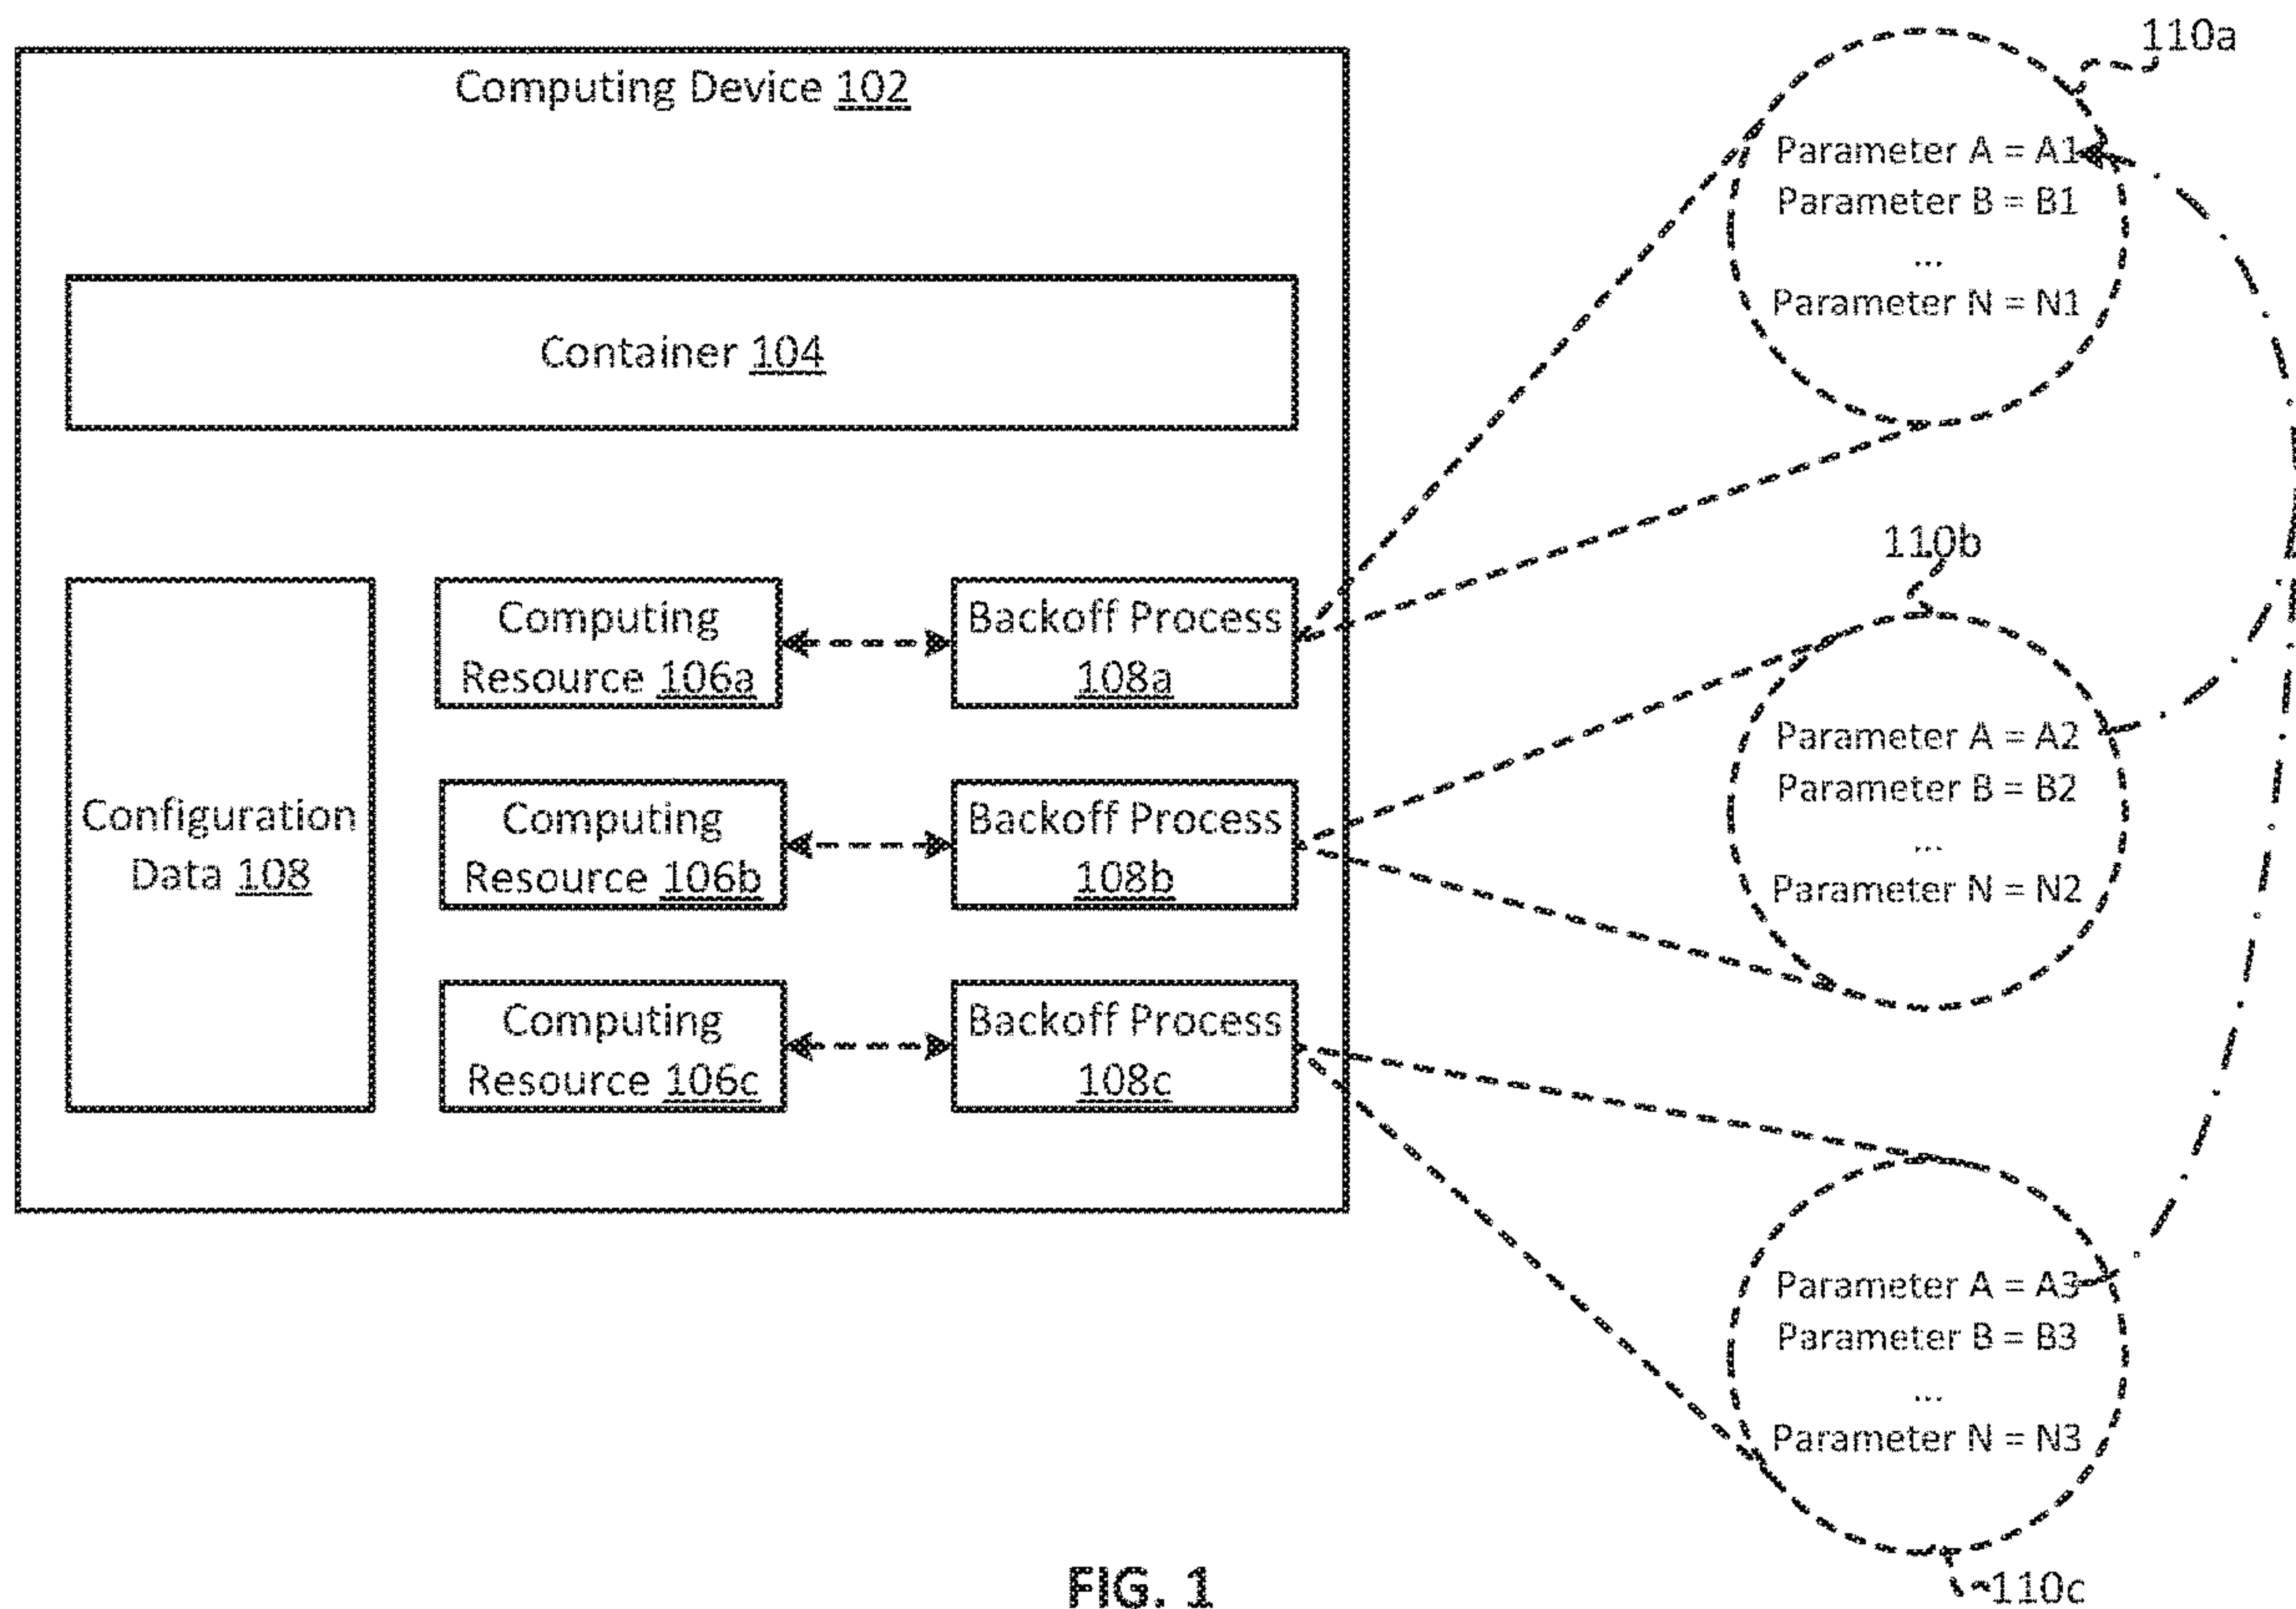 Computing Device 102
Container 104
Configuration
Data 108
Computing
Resource 106a
Backoff Process
108a
Computing
Resource 106b
Backoff Process
108b
Computing
Resource 106c
Backoff Process
108c
110a
Parameter A = A1
Parameter B = B1
...
Parameter N = N1
110b
Parameter A = A2
Parameter B = B2
...
Parameter N = N2
Parameter A = A3
Parameter B = B3
...
Parameter N = N3
110c
FIG. 1